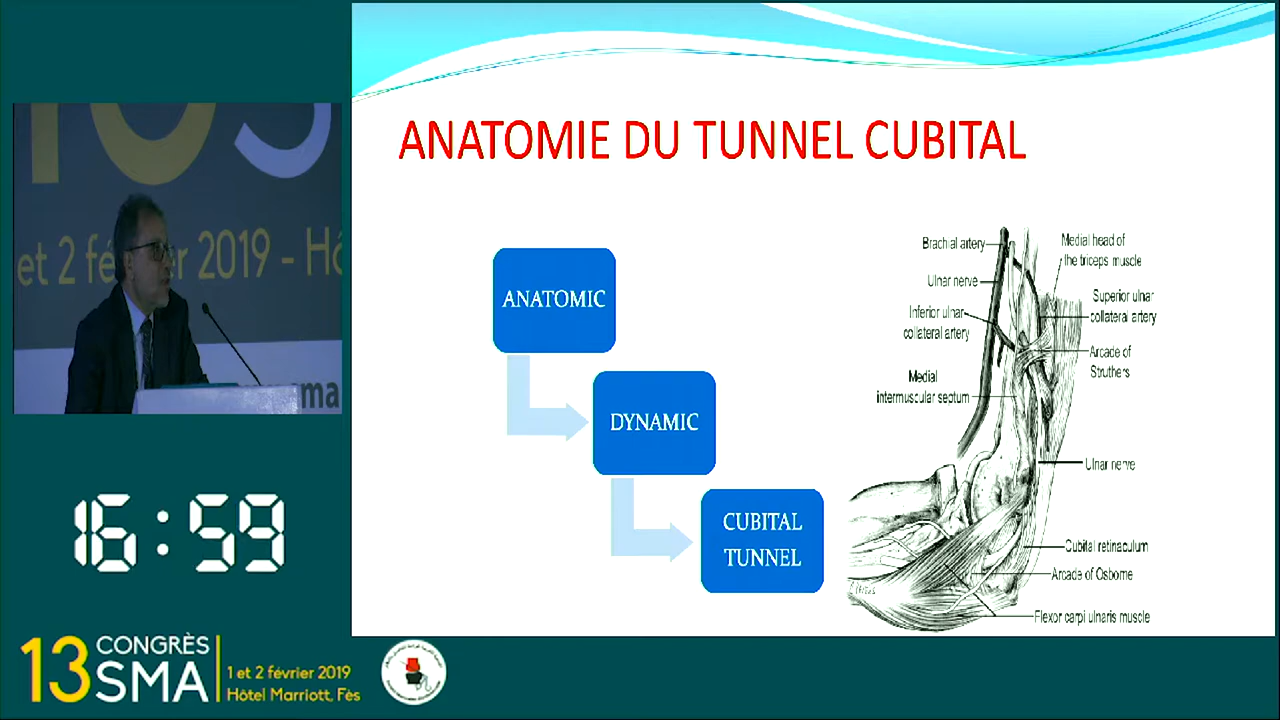 ANATOMIE DU TUNNEL CUBITAL
et 2 février 2019 - Hô
ma
ANATOMIC
DYNAMIC
CUBITAL
TUNNEL
Brachial artery
Ulnar nerve
Inferior ulnar
collateral artery
Medial
intermuscular septum
Medial head of
the triceps muscle
Superior ulnar
collateral artery
Arcade of
Struthers
Ulnar nerve
Cubital retinaculum
Arcade of Osborne
Flexor carpi ulnaris muscle
16:59
13 CONGRÈS
SMA
1 et 2 février 2019
Hôtel Marriott, Fès